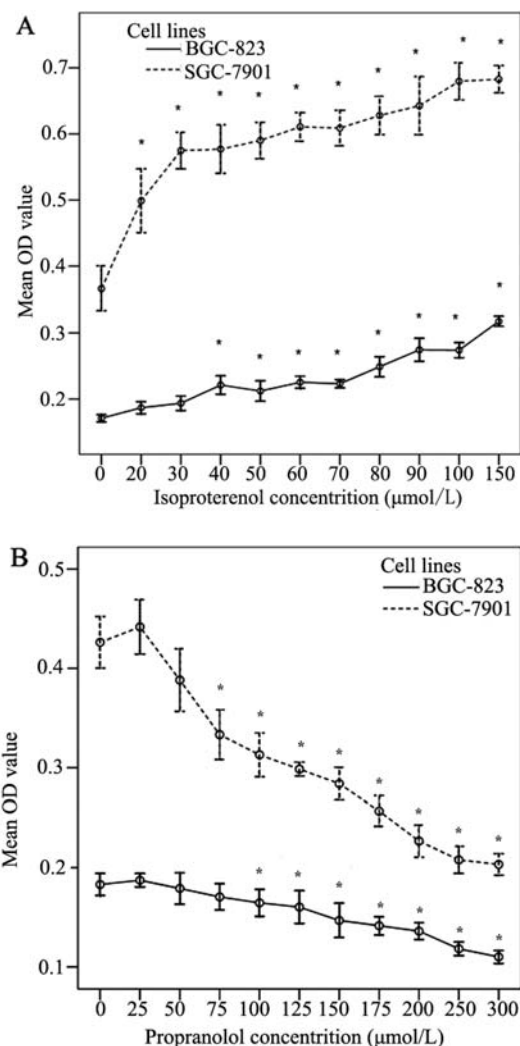 A
Cell lines
BGC-823
SGC-7901
Mean OD value
0.7
0.6
0.5
0.4
0.3
0.2
* * * * * * * * * *
* * * * * * * *
0 20 30 40 50 60 70 80 90 100 150
Isoproterenol concentrition (μmol/L)
B
Cell lines
BGC-823
SGC-7901
Mean OD value
0.5
0.4
0.3
0.2
0.1
* * * * * * * *
* * * * * * *
0 25 50 75 100 125 150 175 200 250 300
Propranolol concentrition (μmol/L)